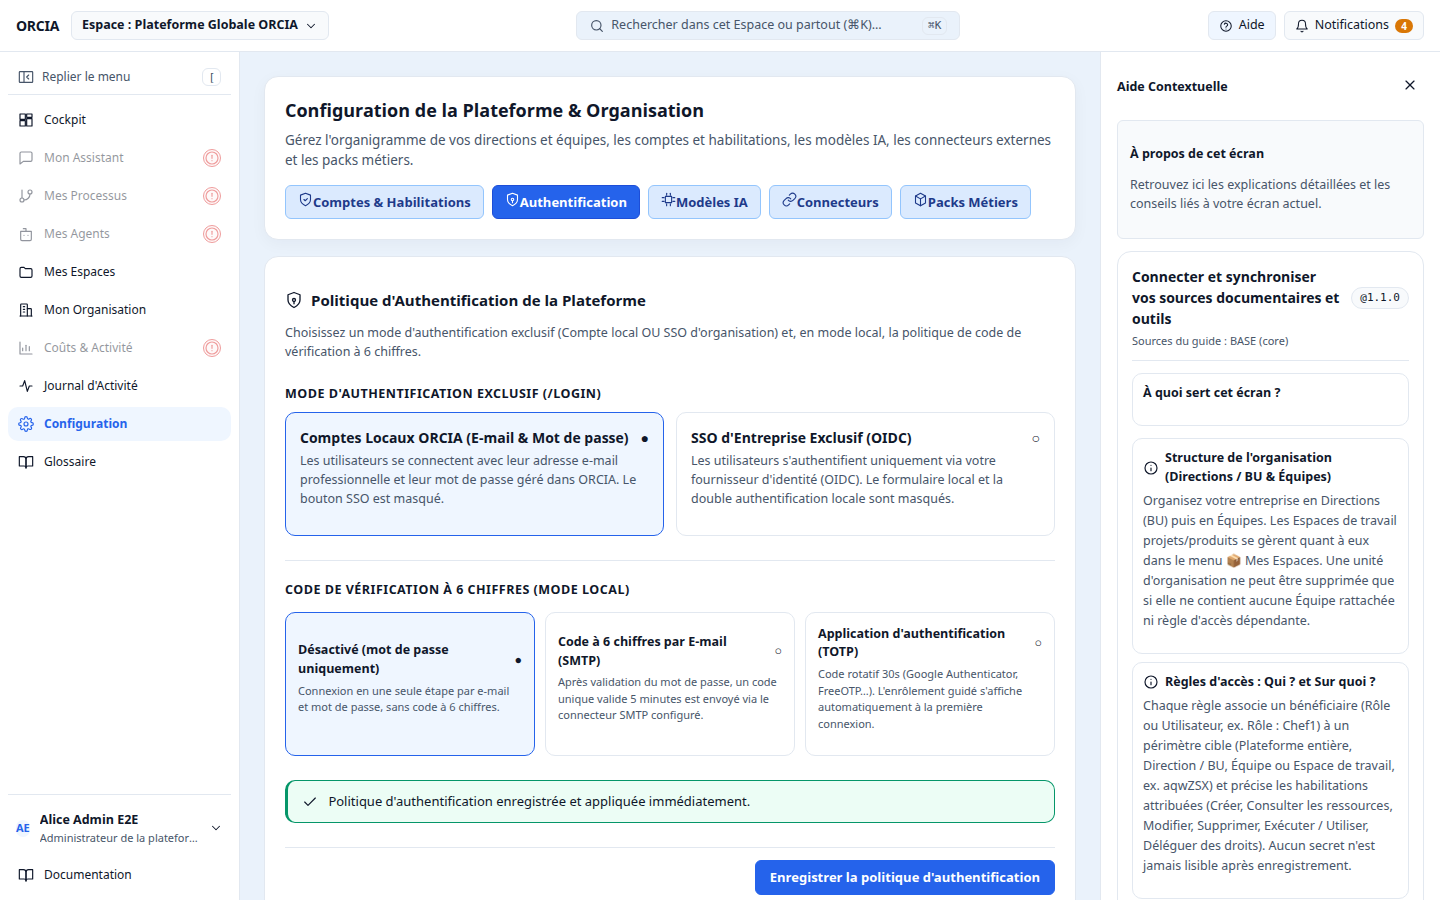 ORCIA
Espace : Plateforme Globale ORCIA
Rechercher dans cet Espace ou partout (⌘K)...
⌘K
Aide
Notifications
4
Replier le menu
[
Cockpit
Mon Assistant
Mes Processus
Mes Agents
Mes Espaces
Mon Organisation
Coûts & Activité
Journal d'Activité
Configuration
Glossaire
AE
Alice Admin E2E
Administrateur de la platefor...
Documentation
Configuration de la Plateforme & Organisation
Gérez l'organigramme de vos directions et équipes, les comptes et habilitations, les modèles IA, les connecteurs externes
et les packs métiers.
Comptes & Habilitations
Authentification
Modèles IA
Connecteurs
Packs Métiers
Politique d'Authentification de la Plateforme
Choisissez un mode d'authentification exclusif (Compte local OU SSO d'organisation) et, en mode local, la politique de code de
vérification à 6 chiffres.
MODE D'AUTHENTIFICATION EXCLUSIF (/LOGIN)
Comptes Locaux ORCIA (E-mail & Mot de passe)
Les utilisateurs se connectent avec leur adresse e-mail
professionnelle et leur mot de passe géré dans ORCIA. Le
bouton SSO est masqué.
SSO d'Entreprise Exclusif (OIDC)
Les utilisateurs s'authentifient uniquement via votre
fournisseur d'identité (OIDC). Le formulaire local et la
double authentification locale sont masqués.
CODE DE VÉRIFICATION À 6 CHIFFRES (MODE LOCAL)
Désactivé (mot de passe
uniquement)
Connexion en une seule étape par e-mail
et mot de passe, sans code à 6 chiffres.
Code à 6 chiffres par E-mail
(SMTP)
Après validation du mot de passe, un code
unique valide 5 minutes est envoyé via le
connecteur SMTP configuré.
Application d'authentification
(TOTP)
Code rotatif 30s (Google Authenticator,
FreeOTP...). L'enrôlement guidé s'affiche
automatiquement à la première
connexion.
Politique d'authentification enregistrée et appliquée immédiatement.
Enregistrer la politique d'authentification
Aide Contextuelle
À propos de cet écran
Retrouvez ici les explications détaillées et les
conseils liés à votre écran actuel.
Connecter et synchroniser
vos sources documentaires et
outils
@1.1.0
Sources du guide : BASE (core)
À quoi sert cet écran ?
Structure de l'organisation
(Directions / BU & Équipes)
Organisez votre entreprise en Directions
(BU) puis en Équipes. Les Espaces de travail
projets/produits se gèrent quant à eux
dans le menu 📦 Mes Espaces. Une unité
d'organisation ne peut être supprimée que
si elle ne contient aucune Équipe rattachée
ni règle d'accès dépendante.
Règles d'accès : Qui ? et Sur quoi ?
Chaque règle associe un bénéficiaire (Rôle
ou Utilisateur, ex. Rôle : Chef1) à un
périmètre cible (Plateforme entière,
Direction / BU, Équipe ou Espace de travail,
ex. aqwZSX) et précise les habilitations
attribuées (Créer, Consulter les ressources,
Modifier, Supprimer, Exécuter / Utiliser,
Déléguer des droits). Aucun secret n'est
jamais lisible après enregistrement.